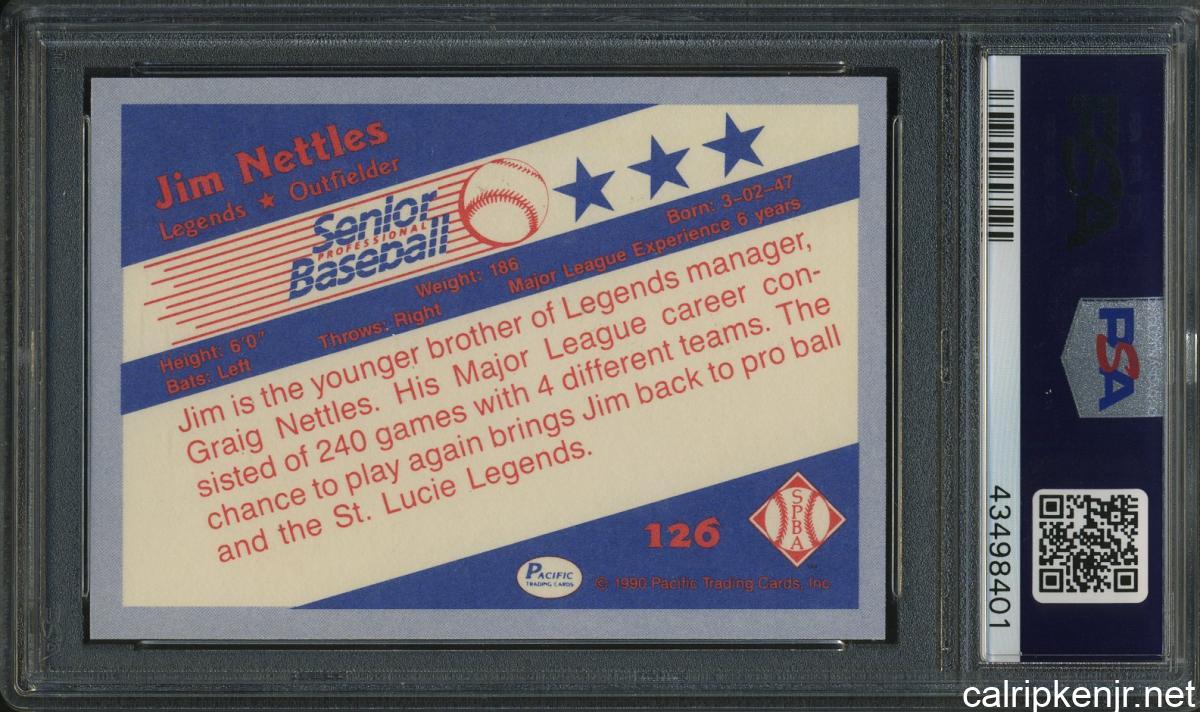 Jim Nettles
Legends ★ Outfielder
Senior
PROFESSIONAL
Baseball
Height: 6'0" Weight: 186 Born: 3-02-47
Bats: Left Throws: Right Major League Experience 6 years
Jim is the younger brother of Legends manager,
Graig Nettles. His Major League career con-
sisted of 240 games with 4 different teams. The
chance to play again brings Jim back to pro ball
and the St. Lucie Legends.
126
SPBA
PACIFIC
TRADING CARDS
© 1990 Pacific Trading Cards, Inc.
PSA
PSA
43498401
calripkenjr.net